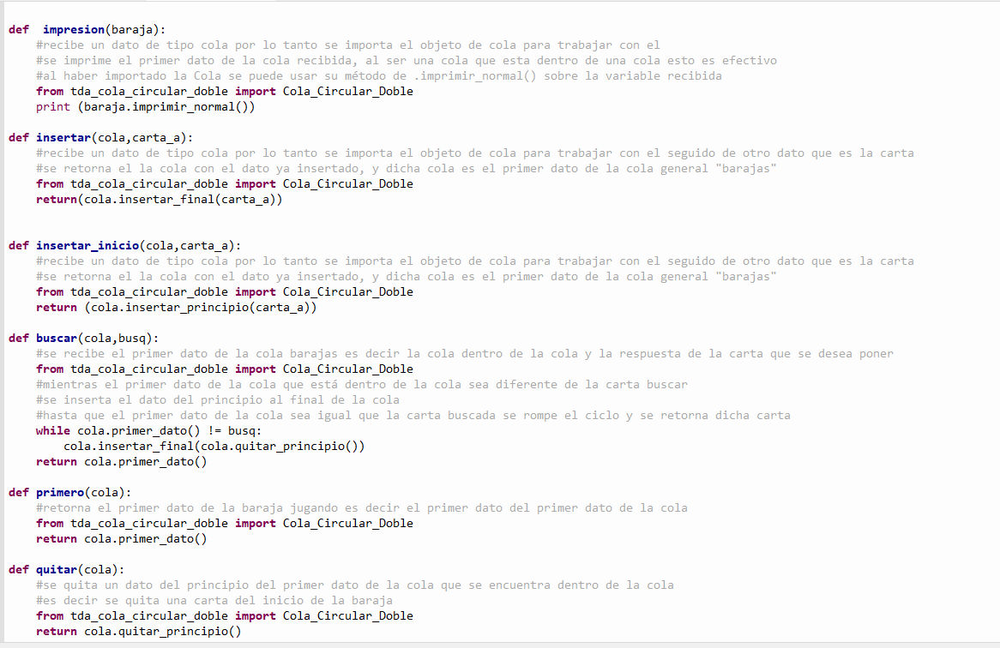 def  impresion(baraja):
    #recibe un dato de tipo cola por lo tanto se importa el objeto de cola para trabajar con el
    #se imprime el primer dato de la cola recibida, al ser una cola que esta dentro de una cola esto es efectivo
    #al haber importado la Cola se puede usar su método de .imprimir_normal() sobre la variable recibida
    from tda_cola_circular_doble import Cola_Circular_Doble
    print (baraja.imprimir_normal())

def insertar(cola,carta_a):
    #recibe un dato de tipo cola por lo tanto se importa el objeto de cola para trabajar con el seguido de otro dato que es la carta
    #se retorna el la cola con el dato ya insertado, y dicha cola es el primer dato de la cola general "barajas"
    from tda_cola_circular_doble import Cola_Circular_Doble
    return(cola.insertar_final(carta_a))


def insertar_inicio(cola,carta_a):
    #recibe un dato de tipo cola por lo tanto se importa el objeto de cola para trabajar con el seguido de otro dato que es la carta
    #se retorna el la cola con el dato ya insertado, y dicha cola es el primer dato de la cola general "barajas"
    from tda_cola_circular_doble import Cola_Circular_Doble
    return (cola.insertar_principio(carta_a))

def buscar(cola,busq):
    #se recibe el primer dato de la cola barajas es decir la cola dentro de la cola y la respuesta de la carta que se desea poner
    from tda_cola_circular_doble import Cola_Circular_Doble
    #mientras el primer dato de la cola que está dentro de la cola sea diferente de la carta buscar
    #se inserta el dato del principio al final de la cola
    #hasta que el primer dato de la cola sea igual que la carta buscada se rompe el ciclo y se retorna dicha carta
    while cola.primer_dato() != busq:
        cola.insertar_final(cola.quitar_principio())
    return cola.primer_dato()

def primero(cola):
    #retorna el primer dato de la baraja jugando es decir el primer dato del primer dato de la cola
    from tda_cola_circular_doble import Cola_Circular_Doble
    return cola.primer_dato()

def quitar(cola):
    #se quita un dato del principio del primer dato de la cola que se encuentra dentro de la cola
    #es decir se quita una carta del inicio de la baraja
    from tda_cola_circular_doble import Cola_Circular_Doble
    return cola.quitar_principio()